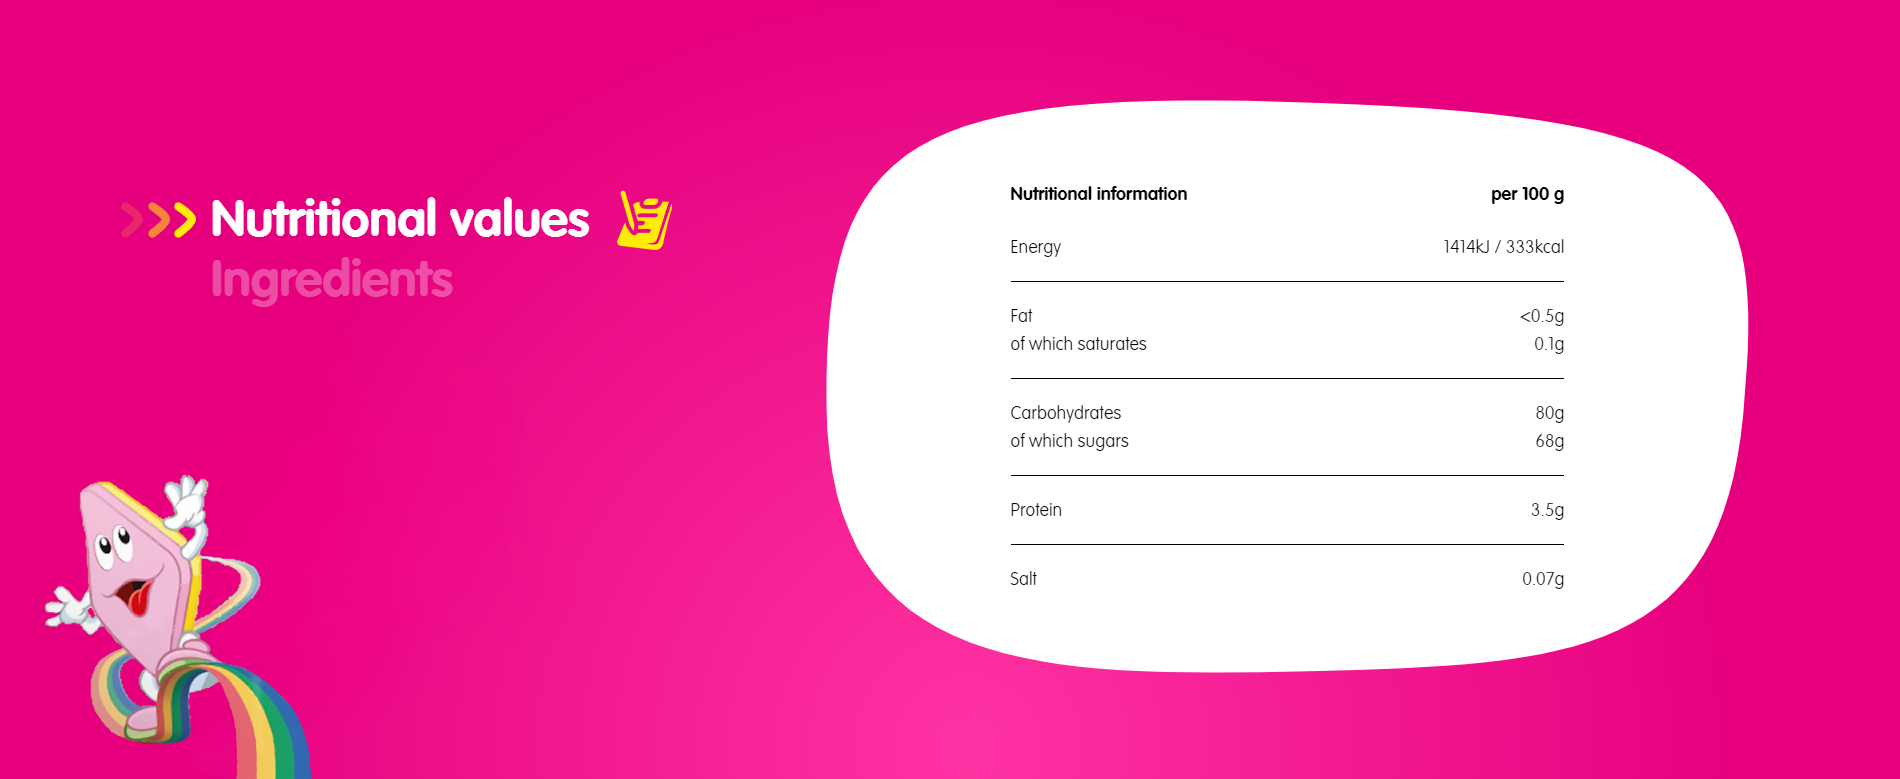 Nutritional values
Ingredients
Nutritional information per 100 g
Energy 1414kJ / 333kcal
Fat <0.5g
of which saturates 0.1g
Carbohydrates 80g
of which sugars 68g
Protein 3.5g
Salt 0.07g